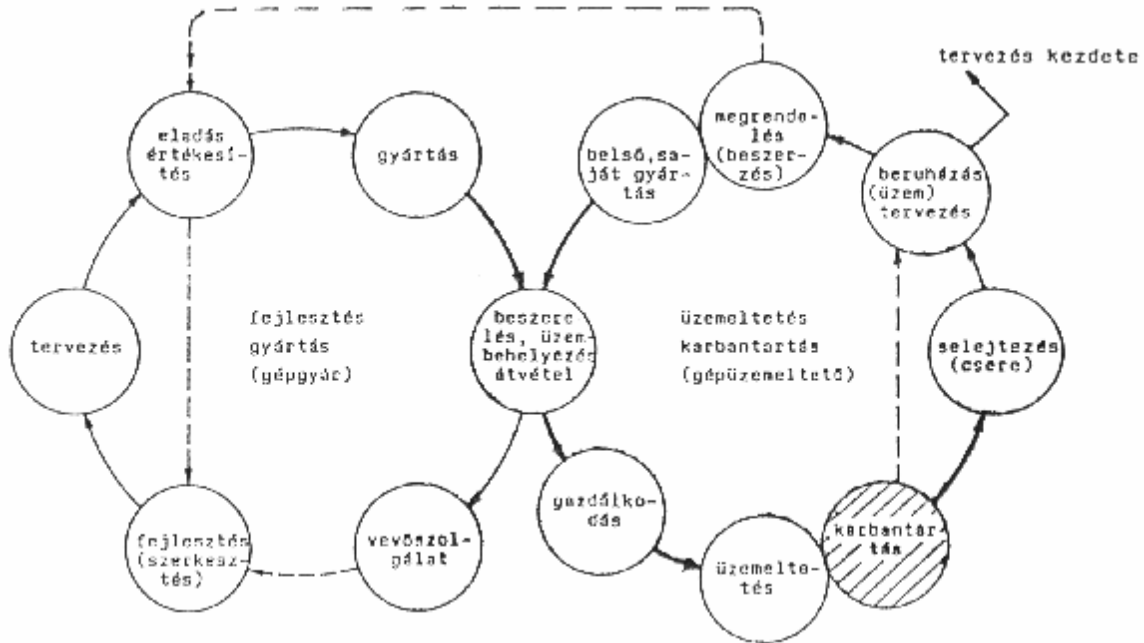 tervezés kezdete
eladás
értékesí-
tés
gyártás
belső,sa-
ját gyár-
tás
megrende-
lés
(beszer-
zés)
beruházás
(üzem)
tervezés
tervezés
fejlesztés
gyártás
(gépgyár)
beszere
lés, üzem-
behelyezés
átvétel
üzemeltetés
karbantartás
(gépüzemeltető)
selejtezés
(csere)
fejlesztés
(szerkesz-
tés)
vevőszol-
gálat
gazdálko-
dás
üzemelte-
tés
karbantar-
tás